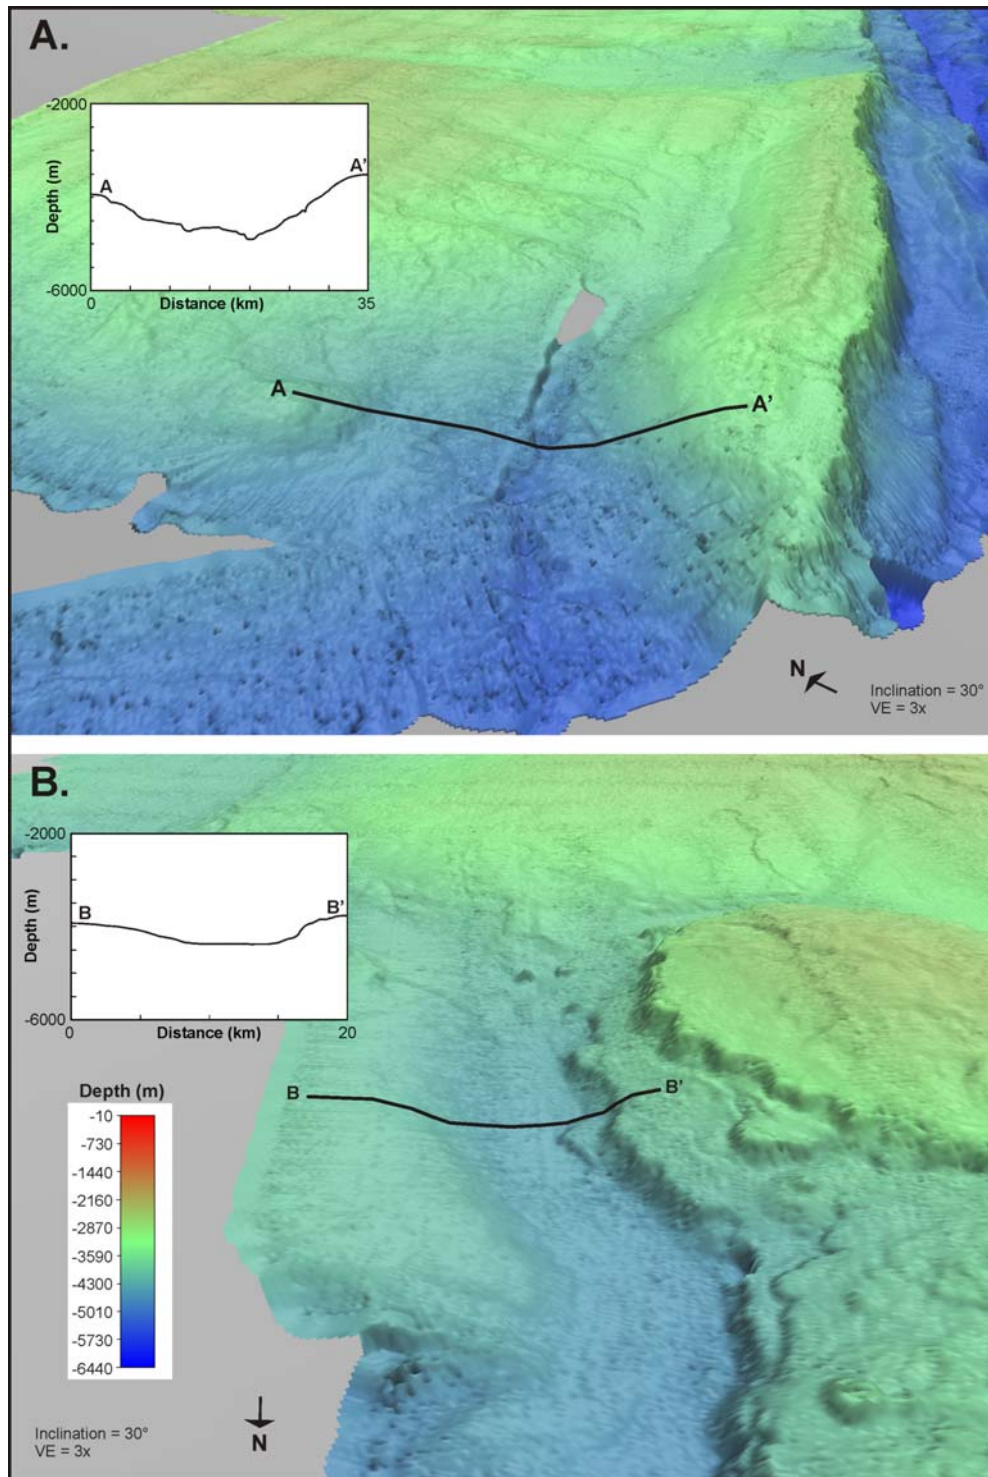 A.
-2000
A
A'
Depth (m)
-6000
0
Distance (km)
35
A
A'
N
Inclination = 30°
VE = 3x
B.
-2000
B
B'
Depth (m)
-6000
0
Distance (km)
20
B
B'
Depth (m)
-10
-730
-1440
-2160
-2870
-3590
-4300
-5010
-5730
-6440
Inclination = 30°
VE = 3x
N